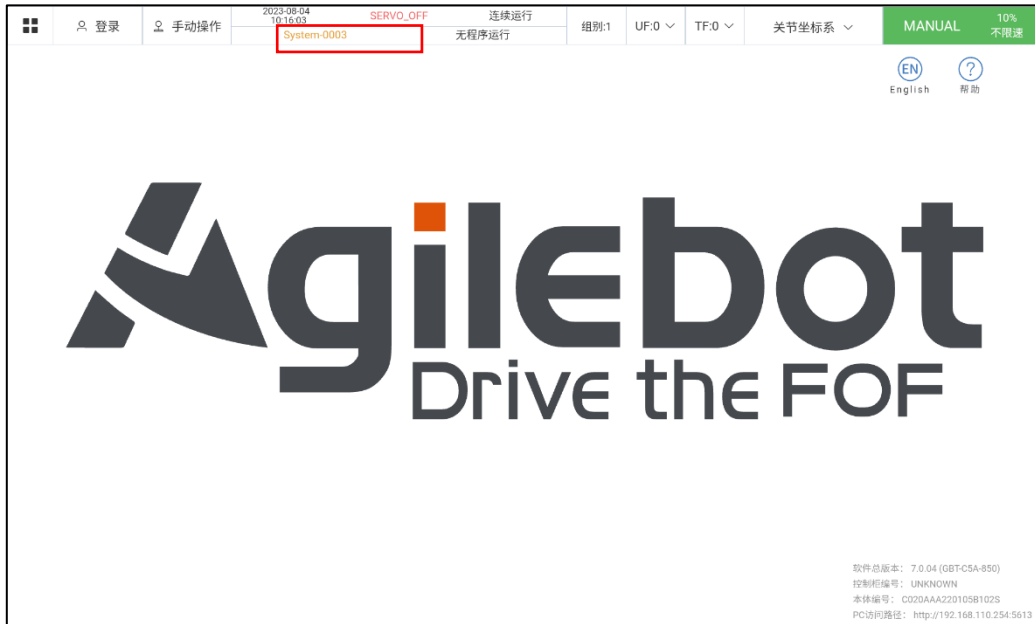 登录
手动操作
2023-08-04
10:16:03
SERVO_OFF
连续运行
System-0003
无程序运行
组别:1
UF:0
TF:0
关节坐标系
MANUAL
10%
不限速
EN
English
?
帮助
Agilebot
Drive the FOF
软件总版本： 7.0.04 (GBT-C5A-850)
控制柜编号： UNKNOWN
本体编号： C020AAA220105B102S
PC访问路径： http://192.168.110.254:5613